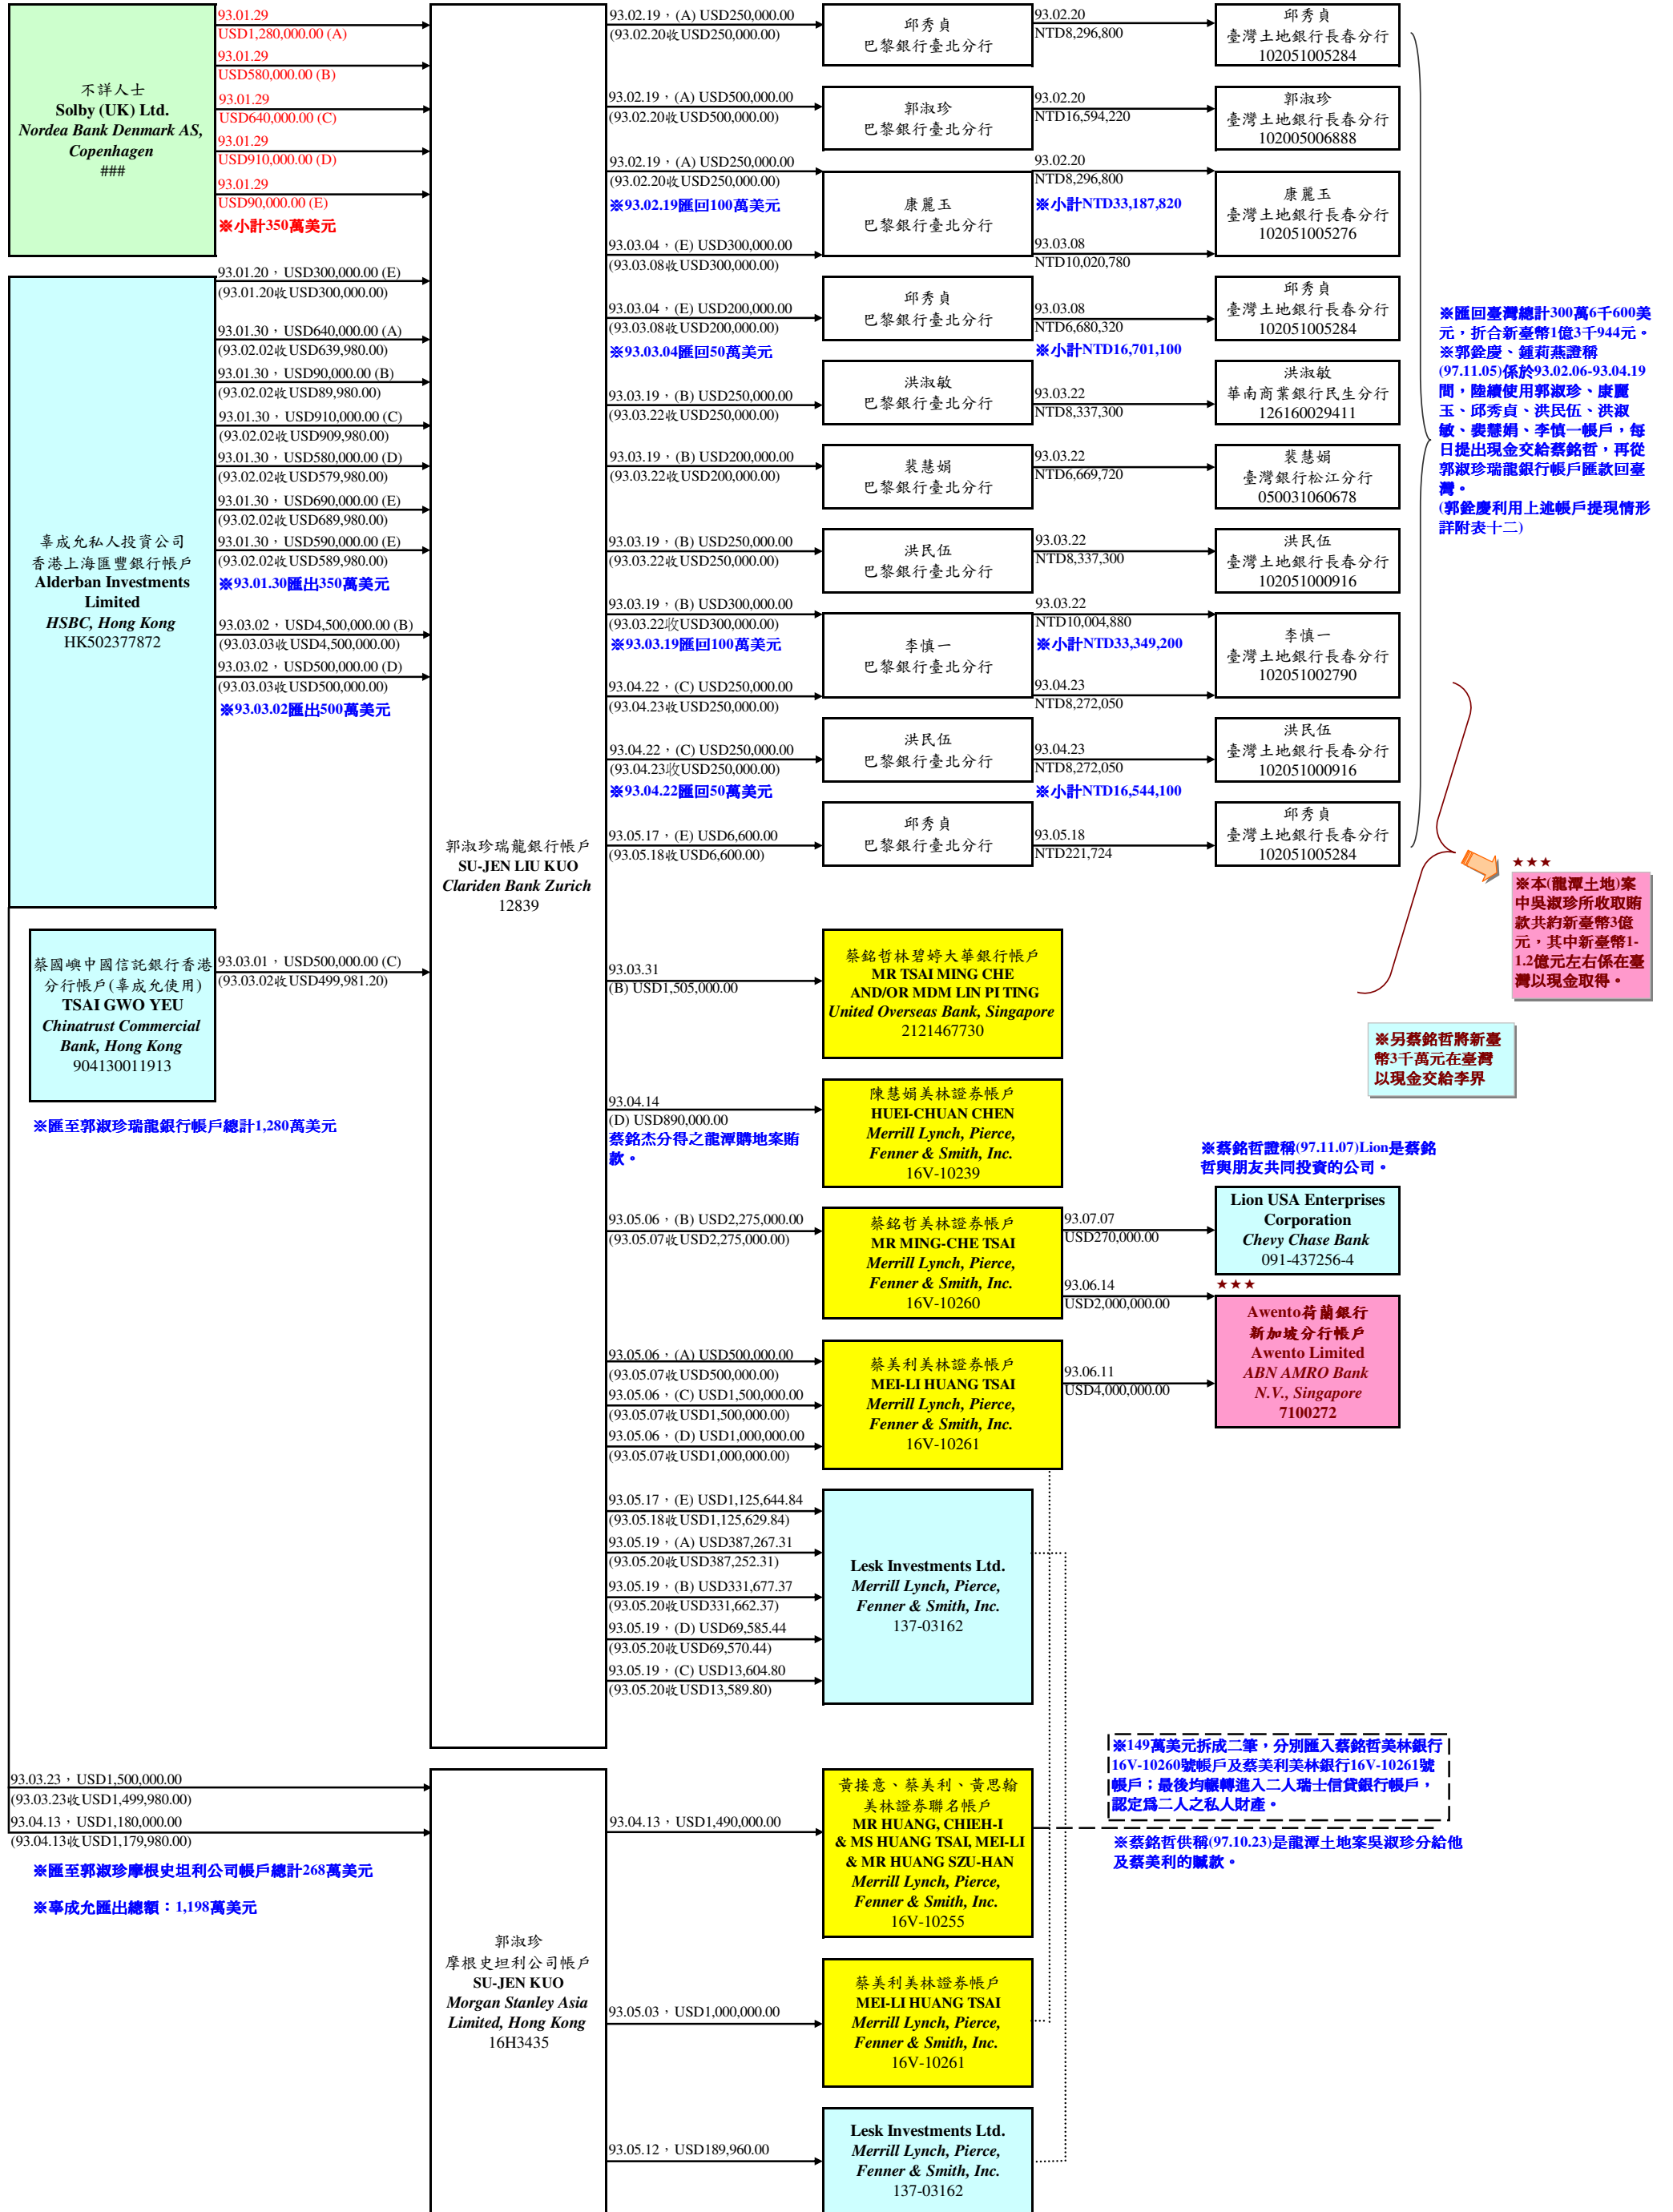 不詳人士
Solby (UK) Ltd.
Nordea Bank Denmark AS,
Copenhagen
###
93.01.29
USD1,280,000.00 (A)
93.01.29
USD580,000.00 (B)
93.01.29
USD640,000.00 (C)
93.01.29
USD910,000.00 (D)
93.01.29
USD90,000.00 (E)
※小計350萬美元
辜成允私人投資公司
香港上海匯豐銀行帳戶
Alderban Investments
Limited
HSBC, Hong Kong
HK502377872
93.01.20，USD300,000.00 (E)
(93.01.20收USD300,000.00)
93.01.30，USD640,000.00 (A)
(93.02.02收USD639,980.00)
93.01.30，USD90,000.00 (B)
(93.02.02收USD89,980.00)
93.01.30，USD910,000.00 (C)
(93.02.02收USD909,980.00)
93.01.30，USD580,000.00 (D)
(93.02.02收USD579,980.00)
93.01.30，USD690,000.00 (E)
(93.02.02收USD689,980.00)
93.01.30，USD590,000.00 (E)
(93.02.02收USD589,980.00)
※93.01.30匯出350萬美元
93.03.02，USD4,500,000.00 (B)
(93.03.03收USD4,500,000.00)
93.03.02，USD500,000.00 (D)
(93.03.03收USD500,000.00)
※93.03.02匯出500萬美元
蔡國嶼中國信託銀行香港
分行帳戶(辜成允使用)
TSAI GWO YEU
Chinatrust Commercial
Bank, Hong Kong
904130011913
93.03.01，USD500,000.00 (C)
(93.03.02收USD499,981.20)
※匯至郭淑珍瑞龍銀行帳戶總計1,280萬美元
郭淑珍瑞龍銀行帳戶
SU-JEN LIU KUO
Clariden Bank Zurich
12839
93.02.19，(A) USD250,000.00
(93.02.20收USD250,000.00)
邱秀貞
巴黎銀行臺北分行
93.02.20
NTD8,296,800
邱秀貞
臺灣土地銀行長春分行
102051005284
93.02.19，(A) USD500,000.00
(93.02.20收USD500,000.00)
郭淑珍
巴黎銀行臺北分行
93.02.20
NTD16,594,220
郭淑珍
臺灣土地銀行長春分行
102005006888
93.02.19，(A) USD250,000.00
(93.02.20收USD250,000.00)
※93.02.19匯回100萬美元
93.03.04，(E) USD300,000.00
(93.03.08收USD300,000.00)
康麗玉
巴黎銀行臺北分行
93.02.20
NTD8,296,800
※小計NTD33,187,820
93.03.08
NTD10,020,780
康麗玉
臺灣土地銀行長春分行
102051005276
93.03.04，(E) USD200,000.00
(93.03.08收USD200,000.00)
※93.03.04匯回50萬美元
邱秀貞
巴黎銀行臺北分行
93.03.08
NTD6,680,320
※小計NTD16,701,100
邱秀貞
臺灣土地銀行長春分行
102051005284
93.03.19，(B) USD250,000.00
(93.03.22收USD250,000.00)
洪淑敏
巴黎銀行臺北分行
93.03.22
NTD8,337,300
洪淑敏
華南商業銀行民生分行
126160029411
93.03.19，(B) USD200,000.00
(93.03.22收USD200,000.00)
裴慧娟
巴黎銀行臺北分行
93.03.22
NTD6,669,720
裴慧娟
臺灣銀行松江分行
050031060678
93.03.19，(B) USD250,000.00
(93.03.22收USD250,000.00)
洪民伍
巴黎銀行臺北分行
93.03.22
NTD8,337,300
洪民伍
臺灣土地銀行長春分行
102051000916
93.03.19，(B) USD300,000.00
(93.03.22收USD300,000.00)
※93.03.19匯回100萬美元
93.04.22，(C) USD250,000.00
(93.04.23收USD250,000.00)
李慎一
巴黎銀行臺北分行
93.03.22
NTD10,004,880
※小計NTD33,349,200
93.04.23
NTD8,272,050
李慎一
臺灣土地銀行長春分行
102051002790
93.04.22，(C) USD250,000.00
(93.04.23收USD250,000.00)
※93.04.22匯回50萬美元
洪民伍
巴黎銀行臺北分行
93.04.23
NTD8,272,050
※小計NTD16,544,100
洪民伍
臺灣土地銀行長春分行
102051000916
93.05.17，(E) USD6,600.00
(93.05.18收USD6,600.00)
邱秀貞
巴黎銀行臺北分行
93.05.18
NTD221,724
邱秀貞
臺灣土地銀行長春分行
102051005284
※匯回臺灣總計300萬6千600美
元，折合新臺幣1億3千944元。
※郭銓慶、鍾莉燕證稱
(97.11.05)係於93.02.06-93.04.19
間，陸續使用郭淑珍、康麗
玉、邱秀貞、洪民伍、洪淑
敏、裴慧娟、李慎一帳戶，每
日提出現金交給蔡銘哲，再從
郭淑珍瑞龍銀行帳戶匯款回臺
灣。
(郭銓慶利用上述帳戶提現情形
詳附表十二)
★★★
※本(龍潭土地)案
中吳淑珍所收取賄
款共約新臺幣3億
元，其中新臺幣1-
1.2億元左右係在臺
灣以現金取得。
※另蔡銘哲將新臺
幣3千萬元在臺灣
以現金交給李界
93.03.31
(B) USD1,505,000.00
蔡銘哲林碧婷大華銀行帳戶
MR TSAI MING CHE
AND/OR MDM LIN PI TING
United Overseas Bank, Singapore
2121467730
93.04.14
(D) USD890,000.00
蔡銘杰分得之龍潭購地案賄
款。
陳慧娟美林證券帳戶
HUEI-CHUAN CHEN
Merrill Lynch, Pierce,
Fenner & Smith, Inc.
16V-10239
93.05.06，(B) USD2,275,000.00
(93.05.07收USD2,275,000.00)
蔡銘哲美林證券帳戶
MR MING-CHE TSAI
Merrill Lynch, Pierce,
Fenner & Smith, Inc.
16V-10260
93.07.07
USD270,000.00
93.06.14
USD2,000,000.00
※蔡銘哲證稱(97.11.07)Lion是蔡銘
哲與朋友共同投資的公司。
Lion USA Enterprises
Corporation
Chevy Chase Bank
091-437256-4
★★★
Awento荷蘭銀行
新加坡分行帳戶
Awento Limited
ABN AMRO Bank
N.V., Singapore
7100272
93.05.06，(A) USD500,000.00
(93.05.07收USD500,000.00)
93.05.06，(C) USD1,500,000.00
(93.05.07收USD1,500,000.00)
93.05.06，(D) USD1,000,000.00
(93.05.07收USD1,000,000.00)
蔡美利美林證券帳戶
MEI-LI HUANG TSAI
Merrill Lynch, Pierce,
Fenner & Smith, Inc.
16V-10261
93.06.11
USD4,000,000.00
93.05.17，(E) USD1,125,644.84
(93.05.18收USD1,125,629.84)
93.05.19，(A) USD387,267.31
(93.05.20收USD387,252.31)
93.05.19，(B) USD331,677.37
(93.05.20收USD331,662.37)
93.05.19，(D) USD69,585.44
(93.05.20收USD69,570.44)
93.05.19，(C) USD13,604.80
(93.05.20收USD13,589.80)
Lesk Investments Ltd.
Merrill Lynch, Pierce,
Fenner & Smith, Inc.
137-03162
93.03.23，USD1,500,000.00
(93.03.23收USD1,499,980.00)
93.04.13，USD1,180,000.00
(93.04.13收USD1,179,980.00)
※匯至郭淑珍摩根史坦利公司帳戶總計268萬美元
※辜成允匯出總額：1,198萬美元
郭淑珍
摩根史坦利公司帳戶
SU-JEN KUO
Morgan Stanley Asia
Limited, Hong Kong
16H3435
93.04.13，USD1,490,000.00
黃接意、蔡美利、黃思翰
美林證券聯名帳戶
MR HUANG, CHIEH-I
& MS HUANG TSAI, MEI-LI
& MR HUANG SZU-HAN
Merrill Lynch, Pierce,
Fenner & Smith, Inc.
16V-10255
※149萬美元拆成二筆，分別匯入蔡銘哲美林銀行
16V-10260號帳戶及蔡美利美林銀行16V-10261號
帳戶；最後均輾轉進入二人瑞士信貸銀行帳戶，
認定為二人之私人財產。
※蔡銘哲供稱(97.10.23)是龍潭土地案吳淑珍分給他
及蔡美利的贓款。
93.05.03，USD1,000,000.00
蔡美利美林證券帳戶
MEI-LI HUANG TSAI
Merrill Lynch, Pierce,
Fenner & Smith, Inc.
16V-10261
93.05.12，USD189,960.00
Lesk Investments Ltd.
Merrill Lynch, Pierce,
Fenner & Smith, Inc.
137-03162